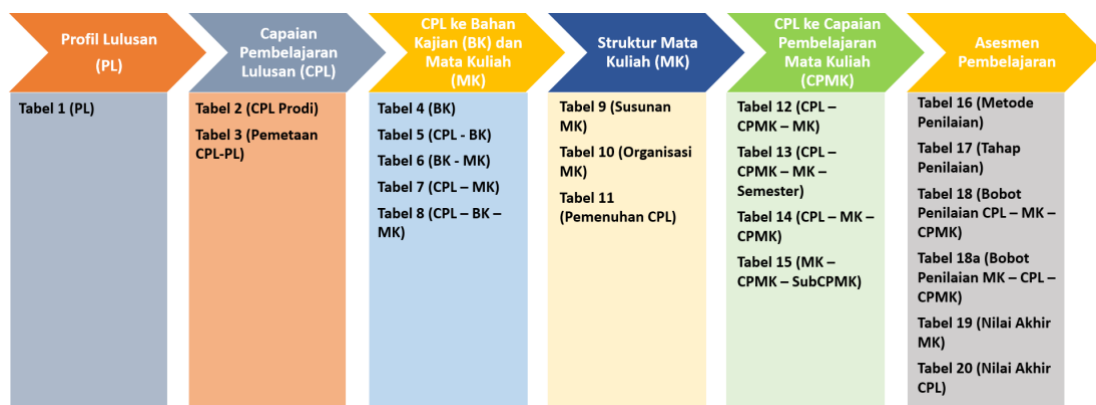 Profil Lulusan
(PL)
Tabel 1 (PL)
Capaian
Pembelajaran
Lulusan (CPL)
Tabel 2 (CPL Prodi)
Tabel 3 (Pemetaan
CPL-PL)
CPL ke Bahan
Kajian (BK) dan
Mata Kuliah
(MK)
Tabel 4 (BK)
Tabel 5 (CPL - BK)
Tabel 6 (BK - MK)
Tabel 7 (CPL – MK)
Tabel 8 (CPL – BK –
MK)
Struktur Mata
Kuliah (MK)
Tabel 9 (Susunan
MK)
Tabel 10 (Organisasi
MK)
Tabel 11
(Pemenuhan CPL)
CPL ke Capaian
Pembelajaran
Mata Kuliah
(CPMK)
Tabel 12 (CPL –
CPMK – MK)
Tabel 13 (CPL –
CPMK – MK –
Semester)
Tabel 14 (CPL – MK –
CPMK)
Tabel 15 (MK –
CPMK – SubCPMK)
Asesmen
Pembelajaran
Tabel 16 (Metode
Penilaian)
Tabel 17 (Tahap
Penilaian)
Tabel 18 (Bobot
Penilaian CPL – MK –
CPMK)
Tabel 18a (Bobot
Penilaian MK – CPL –
CPMK)
Tabel 19 (Nilai Akhir
MK)
Tabel 20 (Nilai Akhir
CPL)